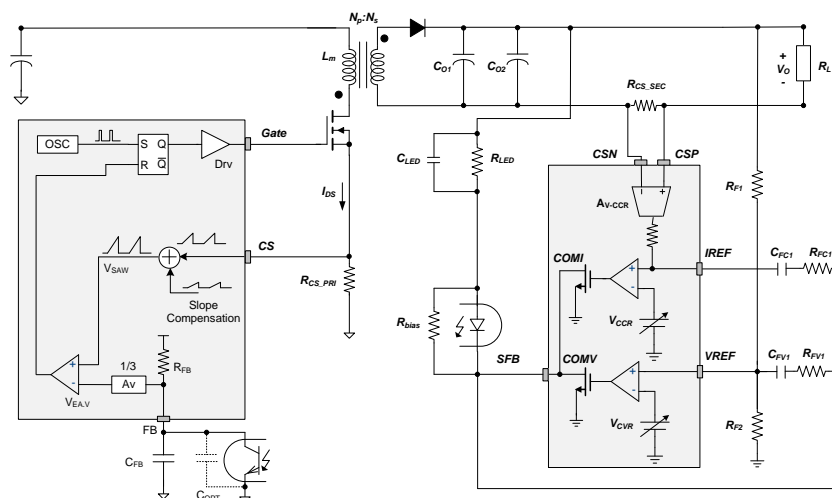 Np:Ns
Lm
CO1
CO2
+
VO
-
RL
RCS_SEC
OSC
S Q
R Q̅
Drv
Gate
CLED
RLED
CSN
CSP
- +
AV-CCR
RF1
IDS
CS
VSAW
+
Slope
Compensation
RCS_PRI
COMI
+
-
IREF
CFC1
RFC1
VCCR
Rbias
SFB
COMV
+
-
VREF
CFV1
RFV1
VCVR
RF2
1/3
Av
RFB
+
-
VEA.V
FB
CFB
COPT